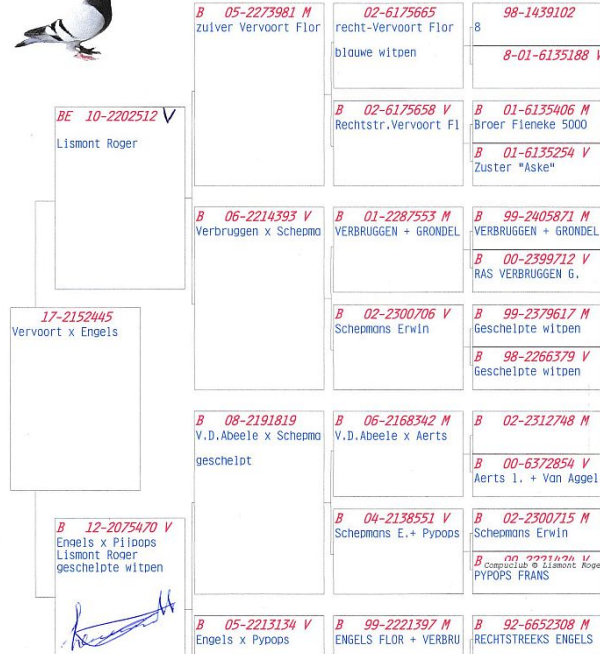 17-2152445
Vervoort x Engels
BE 10-2202512 V
Lismont Roger
B 12-2075470 V
Engels x Pijpops
Lismont Roger
geschelpte witpen
B 05-2273981 M
zuiver Vervoort Flor
B 06-2214393 V
Verbruggen x Schepma
B 08-2191819
V.D.Abeele x Schepma
geschelpt
B 05-2213134 V
Engels x Pypops
02-6175665
recht-Vervoort Flor
blauwe witpen
B 02-6175658 V
Rechtstr.Vervoort Fl
B 01-2287553 M
VERBRUGGEN + GRONDEL
B 02-2300706 V
Schepmans Erwin
B 06-2168342 M
V.D.Abeele x Aerts
B 04-2138551 V
Schepmans E.+ Pypops
B 99-2221397 M
ENGELS FLOR + VERBRU
98-1439102
8
8-01-6135188 V
B 01-6135406 M
Broer Fieneke 5000
B 01-6135254 V
Zuster "Aske"
B 99-2405871 M
VERBRUGGEN + GRONDEL
B 00-2399712 V
RAS VERBRUGGEN G.
B 99-2379617 M
Geschelpte witpen
B 98-2266379 V
Geschelpte witpen
B 02-2312748 M
B 00-6372854 V
Aerts l. + Van Aggel
B 02-2300715 M
Schepmans Erwin
B 00-2221424 V
Compuclub © Lismont Roge
PYPOPS FRANS
B 92-6652308 M
RECHTSTREEKS ENGELS